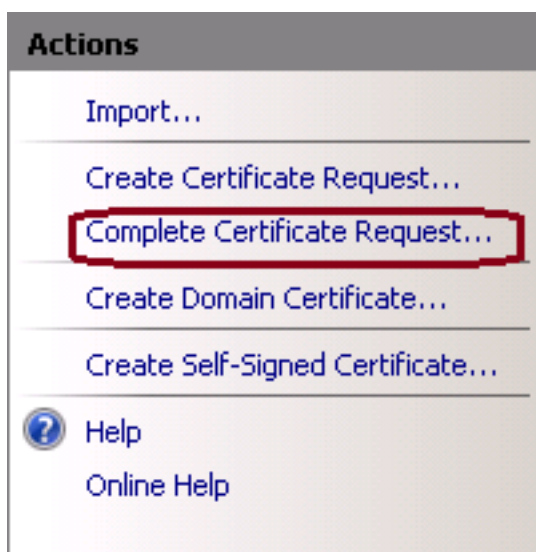 Actions
Import...
Create Certificate Request...
Complete Certificate Request...
Create Domain Certificate...
Create Self-Signed Certificate...
Help
Online Help